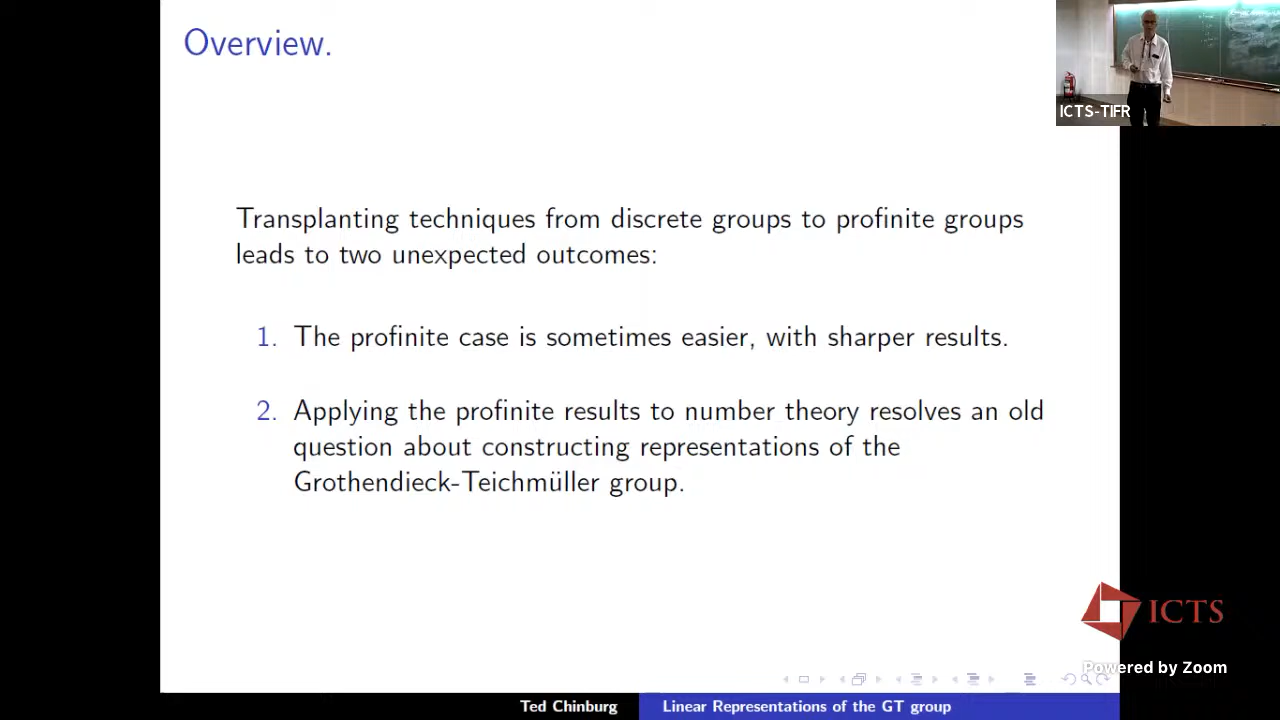 Overview.
ICTS-TIFR
Transplanting techniques from discrete groups to profinite groups
leads to two unexpected outcomes:
1. The profinite case is sometimes easier, with sharper results.
2. Applying the profinite results to number theory resolves an old
question about constructing representations of the
Grothendieck-Teichmüller group.
ICTS
Powered by Zoom
Ted Chinburg
Linear Representations of the GT group